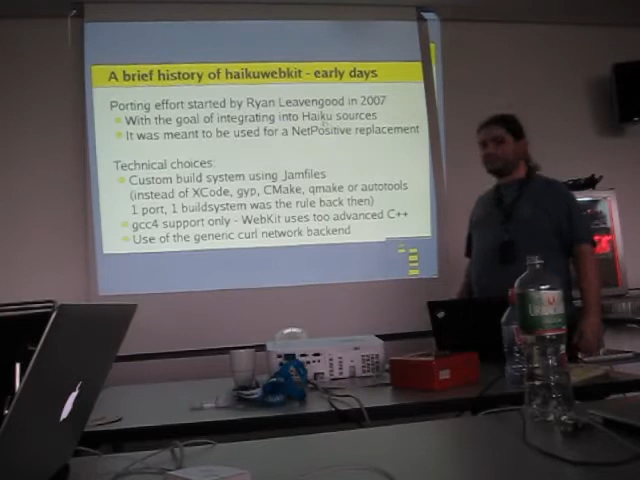 A brief history of haikuwebkit - early days
Porting effort started by Ryan Leavengood in 2007
With the goal of integrating into Haiku sources
It was meant to be used for a NetPositive replacement
Technical choices:
Custom build system using Jamfiles
(instead of XCode, gyp, CMake, qmake or autotools
1 port, 1 buildsystem was the rule back then)
gcc4 support only - WebKit uses too advanced C++
Use of the generic curl network backend